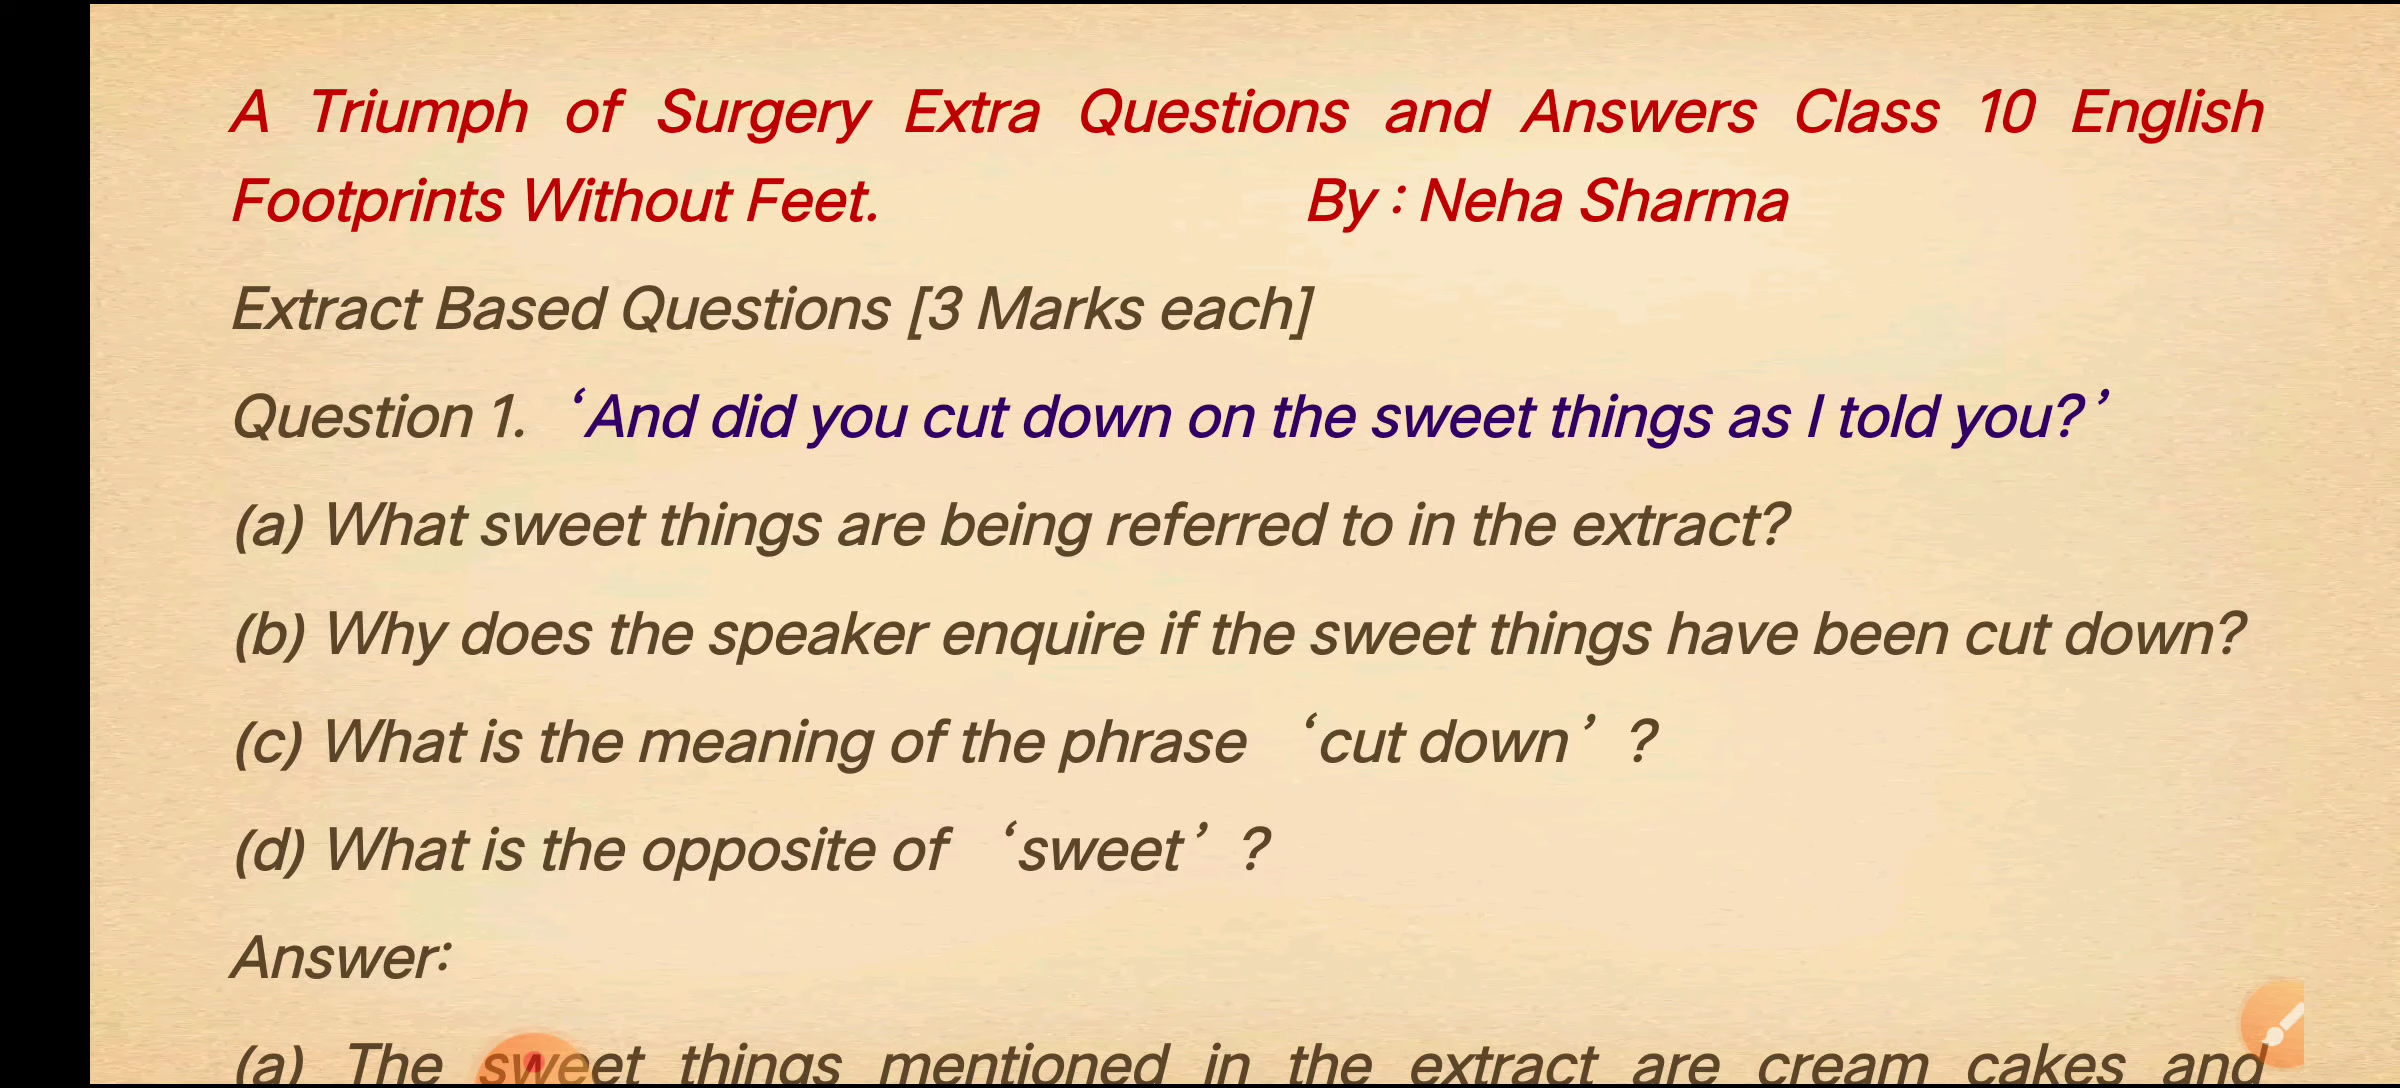 A Triumph of Surgery Extra Questions and Answers Class 10 English
Footprints Without Feet. By : Neha Sharma
Extract Based Questions [3 Marks each]
Question 1. ‘And did you cut down on the sweet things as I told you?’
(a) What sweet things are being referred to in the extract?
(b) Why does the speaker enquire if the sweet things have been cut down?
(c) What is the meaning of the phrase ‘cut down’ ?
(d) What is the opposite of ‘sweet’ ?
Answer:
(a) The sweet things mentioned in the extract are cream cakes and